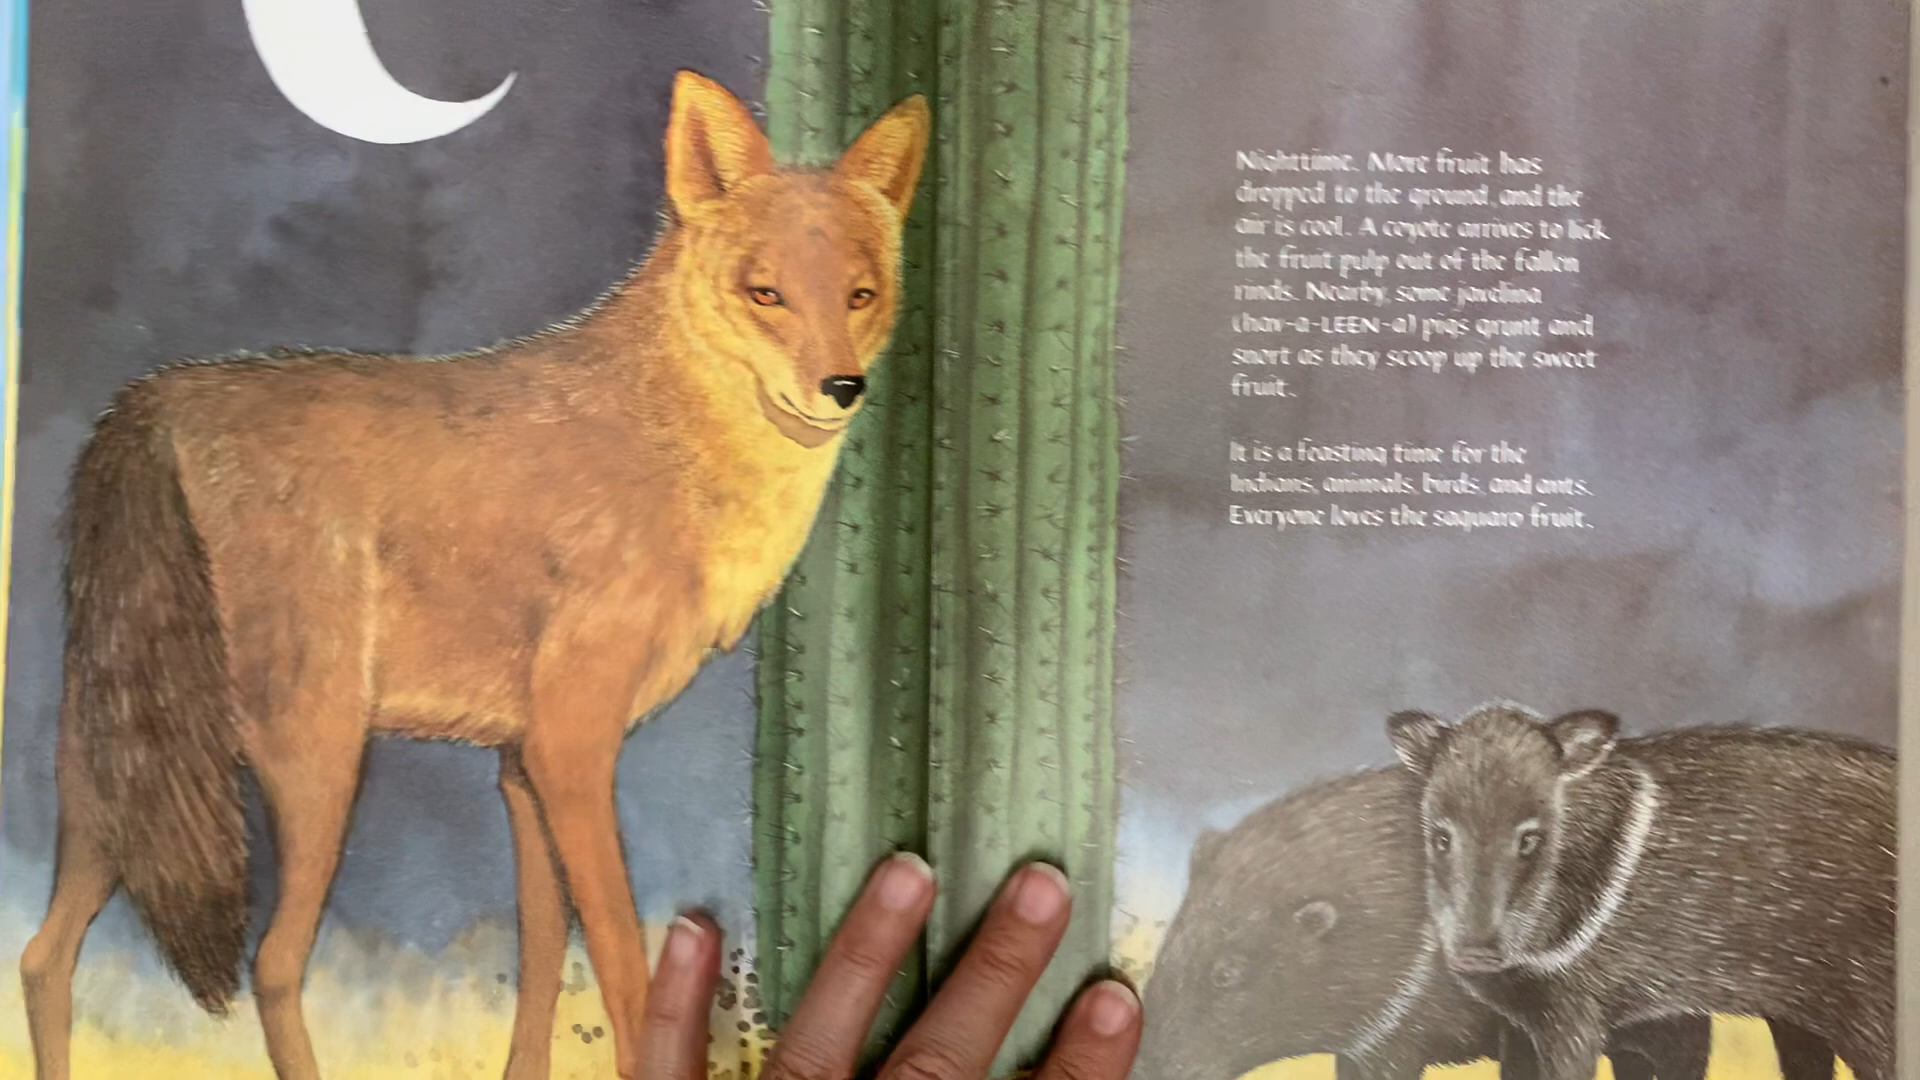 Nighttime. More fruit has
dropped to the ground, and the
air is cool. A coyote arrives to lick
the fruit pulp out of the fallen
rinds. Nearby, some javelina
(hav-a-LEEN-a) pigs grunt and
snort as they scoop up the sweet
fruit.
It is a feasting time for the
Indians, animals, birds, and ants.
Everyone loves the saguaro fruit.